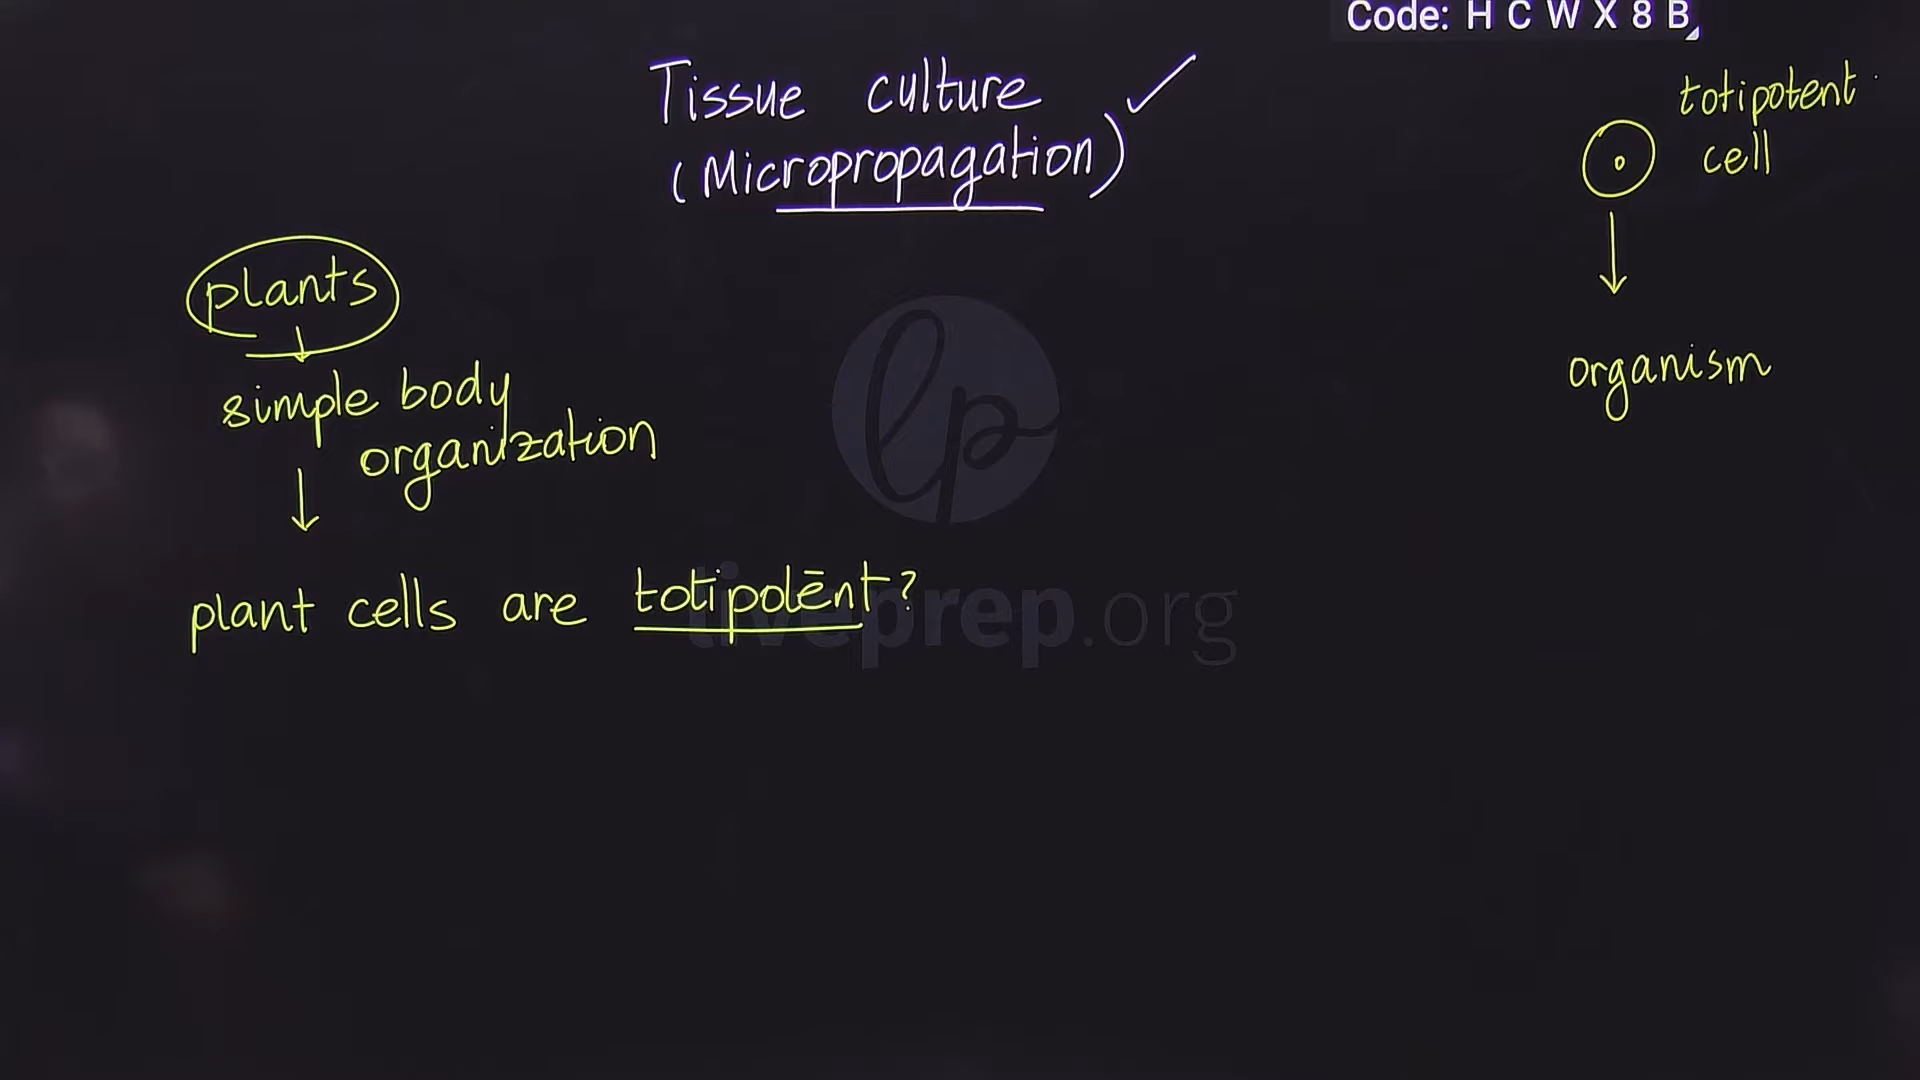 Code: H C W X 8 B
Tissue culture
(Micropropagation)
totipotent
cell
organism
plants
simple body
organization
plant cells are totipotent?
lp
liveprep.org